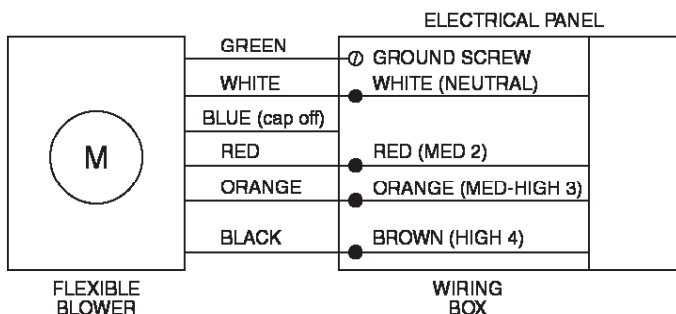 ELECTRICAL PANEL
GREEN
GROUND SCREW
WHITE
WHITE (NEUTRAL)
BLUE (cap off)
M
RED
RED (MED 2)
ORANGE
ORANGE (MED-HIGH 3)
BLACK
BROWN (HIGH 4)
FLEXIBLE
BLOWER
WIRING
BOX